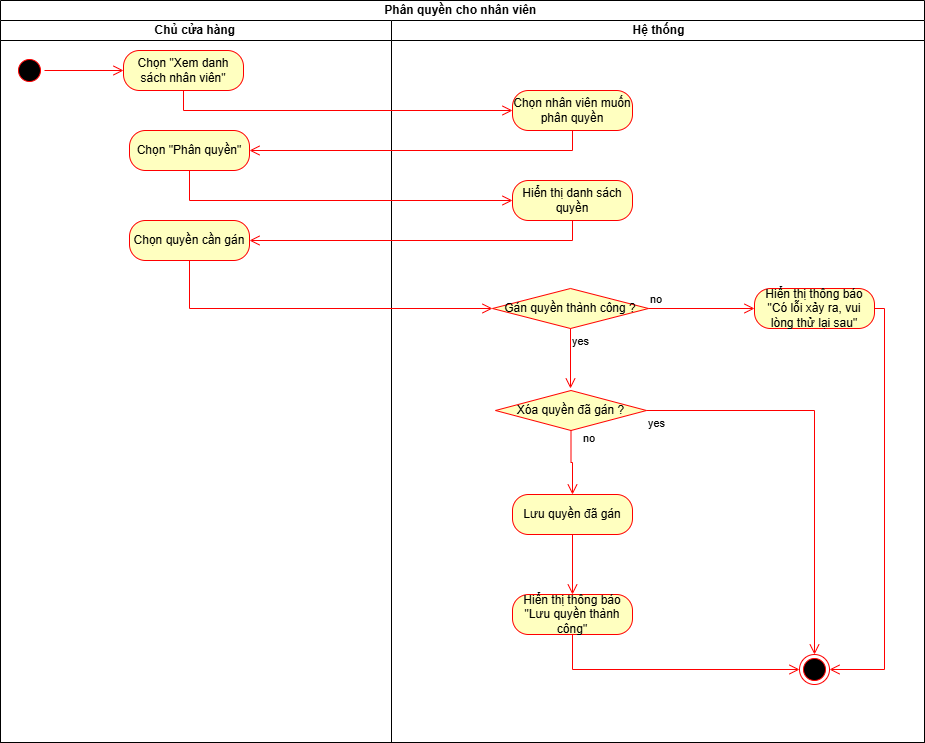 Phân quyền cho nhân viên
Chủ cửa hàng
Hệ thống
Chọn "Xem danh
sách nhân viên"
Chọn nhân viên muốn
phân quyền
Chọn "Phân quyền"
Hiển thị danh sách
quyền
Chọn quyền cần gán
Gán quyền thành công ?
no
Hiển thị thông báo
"Có lỗi xảy ra, vui
lòng thử lại sau"
yes
Xóa quyền đã gán ?
yes
no
Lưu quyền đã gán
Hiển thị thông báo
"Lưu quyền thành
công"